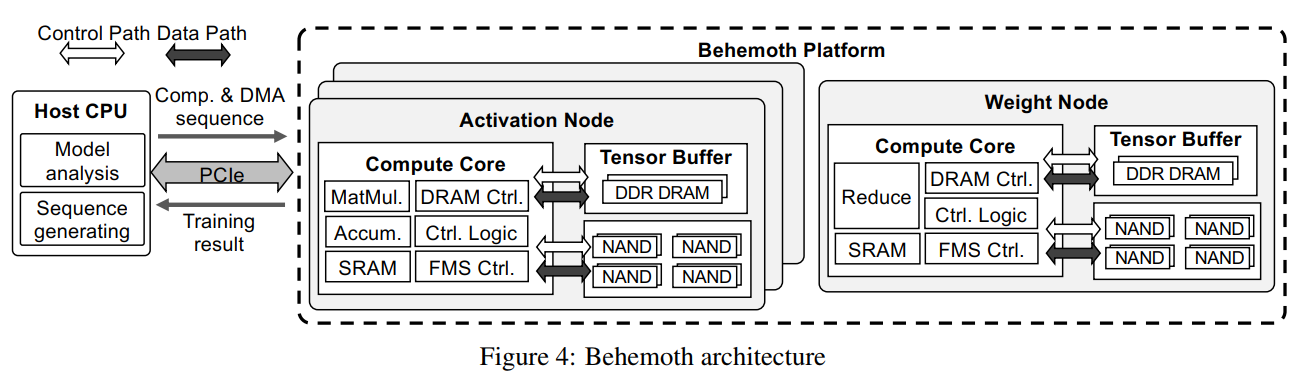 Control Path Data Path
Host CPU
Model
analysis
Sequence
generating
Comp. & DMA
sequence
PCIe
Training
result
Behemoth Platform
Activation Node
Compute Core
MatMul.
DRAM Ctrl.
Accum.
Ctrl. Logic
SRAM
FMS Ctrl.
Tensor Buffer
DDR DRAM
NAND
NAND
NAND
NAND
Weight Node
Compute Core
Reduce
DRAM Ctrl.
Ctrl. Logic
SRAM
FMS Ctrl.
Tensor Buffer
DDR DRAM
NAND
NAND
NAND
NAND
Figure 4: Behemoth architecture